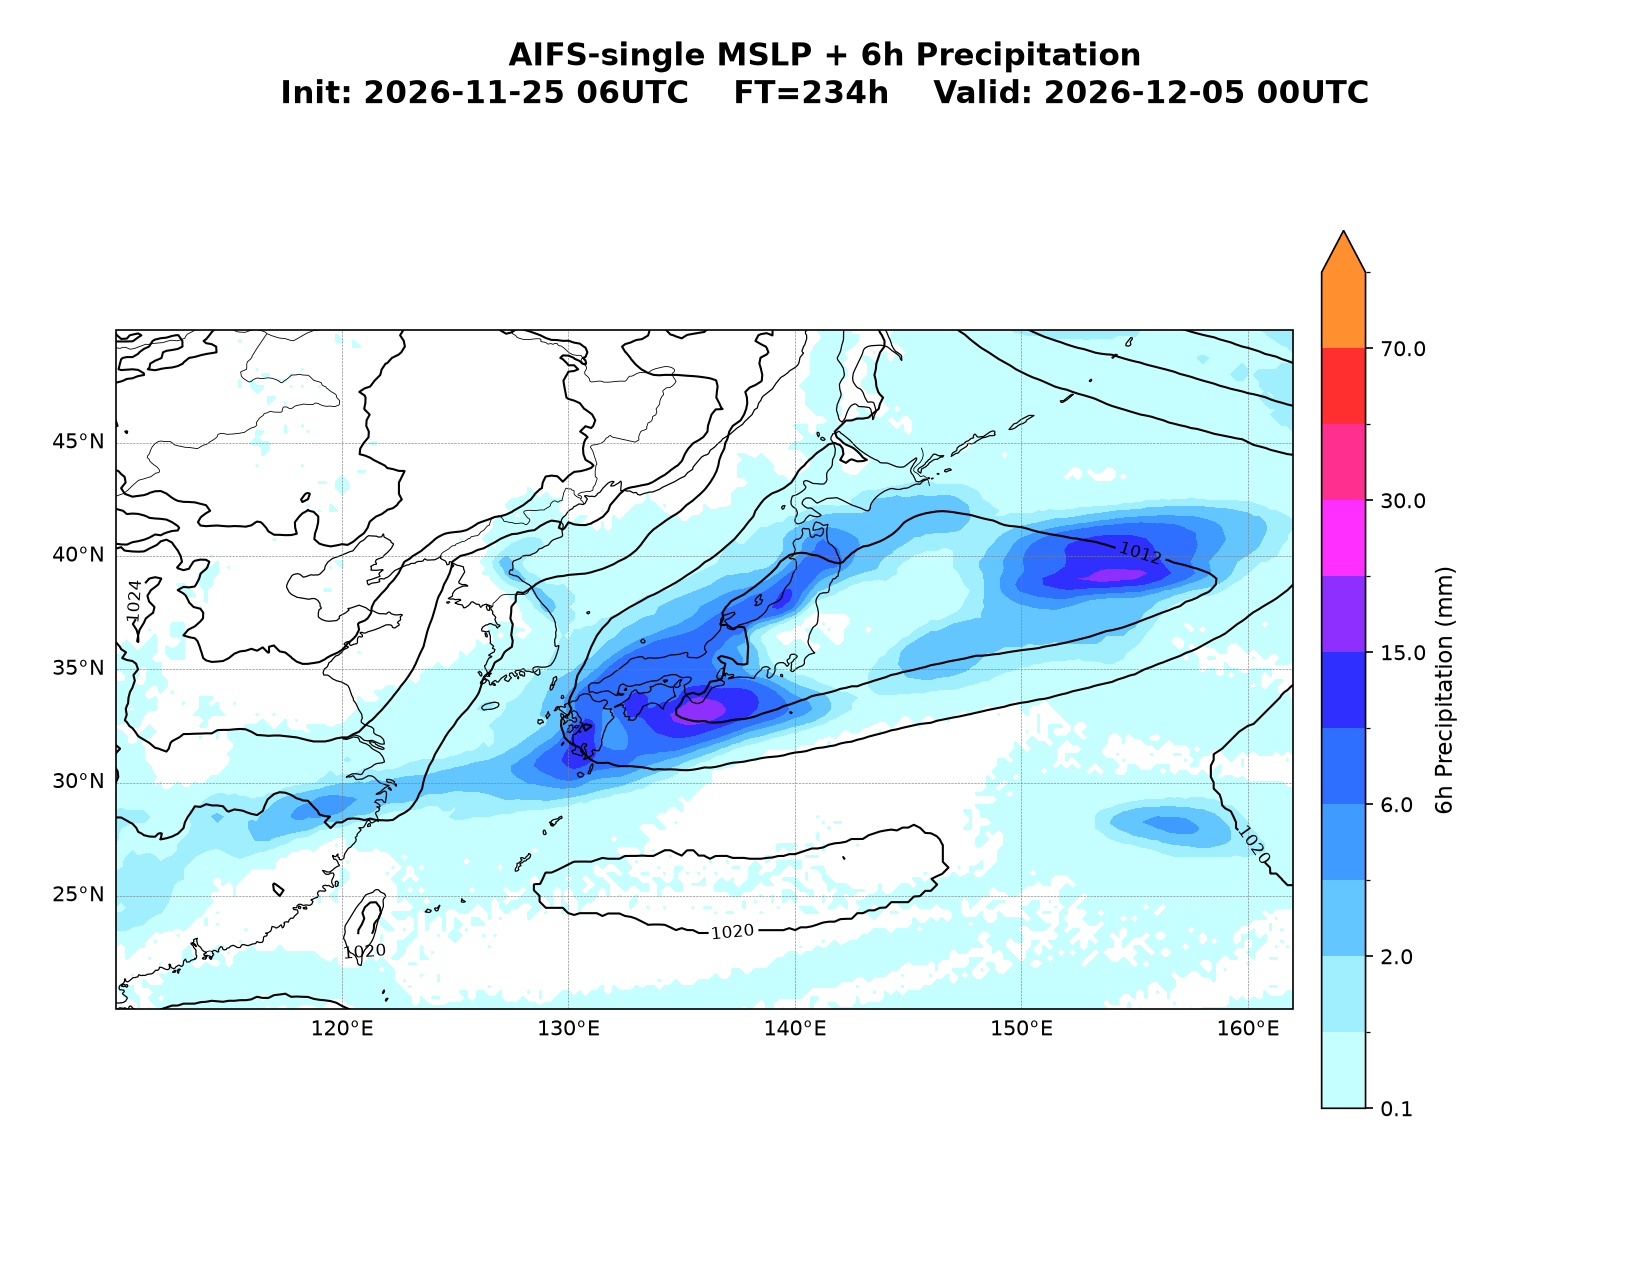 AIFS-single MSLP + 6h Precipitation
Init: 2026-11-25 06UTC    FT=234h    Valid: 2026-12-05 00UTC
70.0
30.0
15.0
6.0
2.0
0.1
6h Precipitation (mm)
45°N
40°N
35°N
30°N
25°N
120°E
130°E
140°E
150°E
160°E
1012
1024
1020
1020
1020